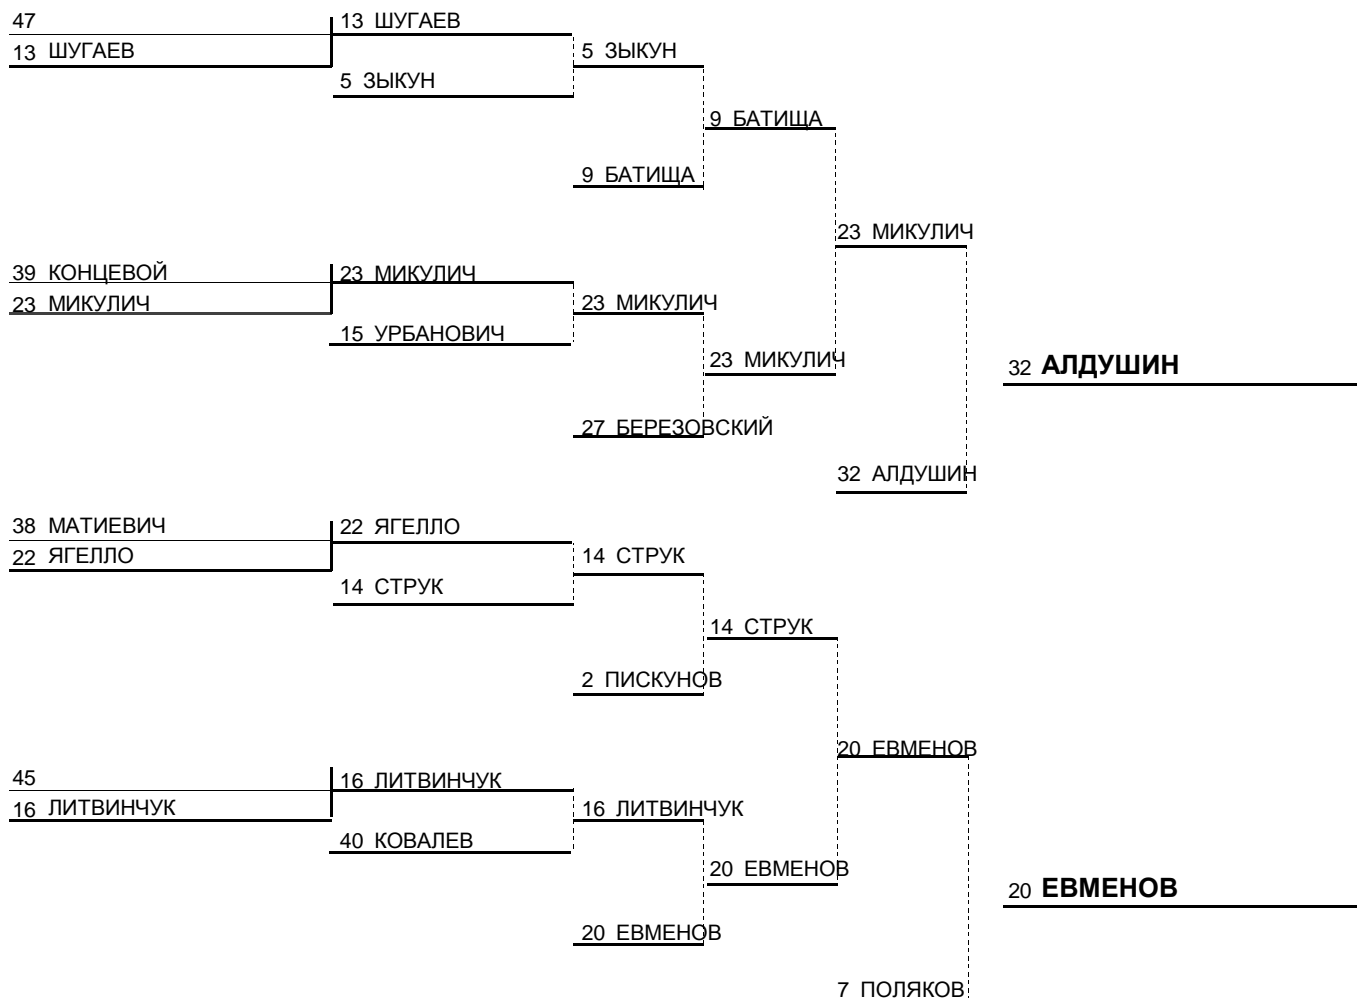 47
13 ШУГАЕВ
13 ШУГАЕВ
5 ЗЫКУН
5 ЗЫКУН
9 БАТИЩА
9 БАТИЩА
23 МИКУЛИЧ
39 КОНЦЕВОЙ
23 МИКУЛИЧ
23 МИКУЛИЧ
15 УРБАНОВИЧ
23 МИКУЛИЧ
23 МИКУЛИЧ
32 АЛДУШИН
27 БЕРЕЗОВСКИЙ
32 АЛДУШИН
38 МАТИЕВИЧ
22 ЯГЕЛЛО
22 ЯГЕЛЛО
14 СТРУК
14 СТРУК
14 СТРУК
2 ПИСКУНОВ
20 ЕВМЕНОВ
45
16 ЛИТВИНЧУК
16 ЛИТВИНЧУК
40 КОВАЛЕВ
16 ЛИТВИНЧУК
20 ЕВМЕНОВ
20 ЕВМЕНОВ
20 ЕВМЕНОВ
7 ПОЛЯКОВ